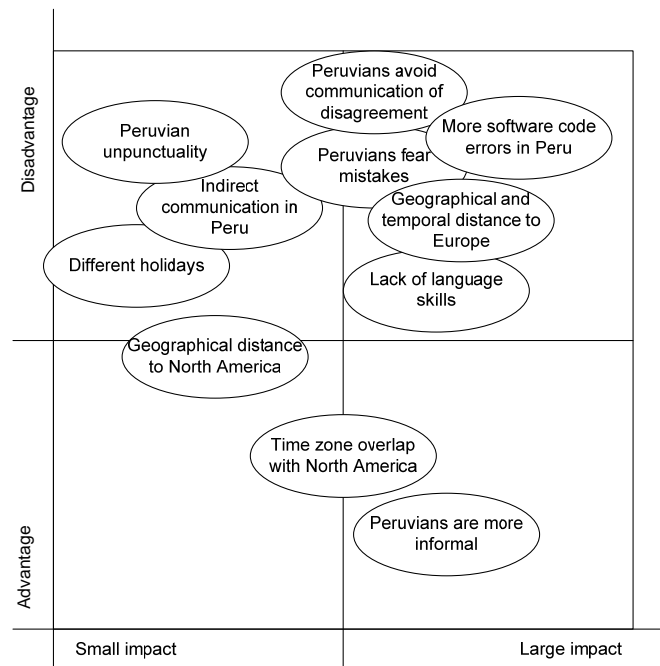 Disadvantage
Peruvians avoid
communication of
disagreement
Peruvian
unpunctuality
More software code
errors in Peru
Peruvians fear
mistakes
Indirect
communication in
Peru
Geographical and
temporal distance to
Europe
Different holidays
Lack of language
skills
Geographical distance
to North America
Time zone overlap
with North America
Peruvians are more
informal
Advantage
Small impact
Large impact